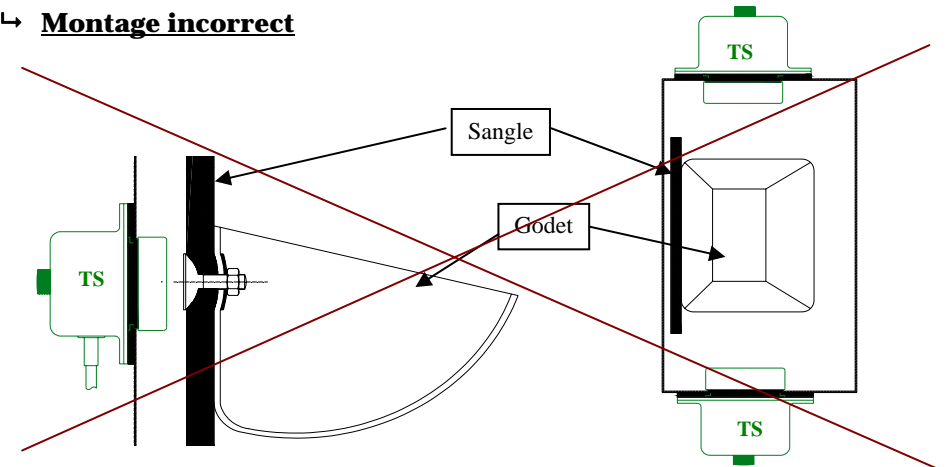 ↳ Montage incorrect
TS
Sangle
Godet
TS
TS